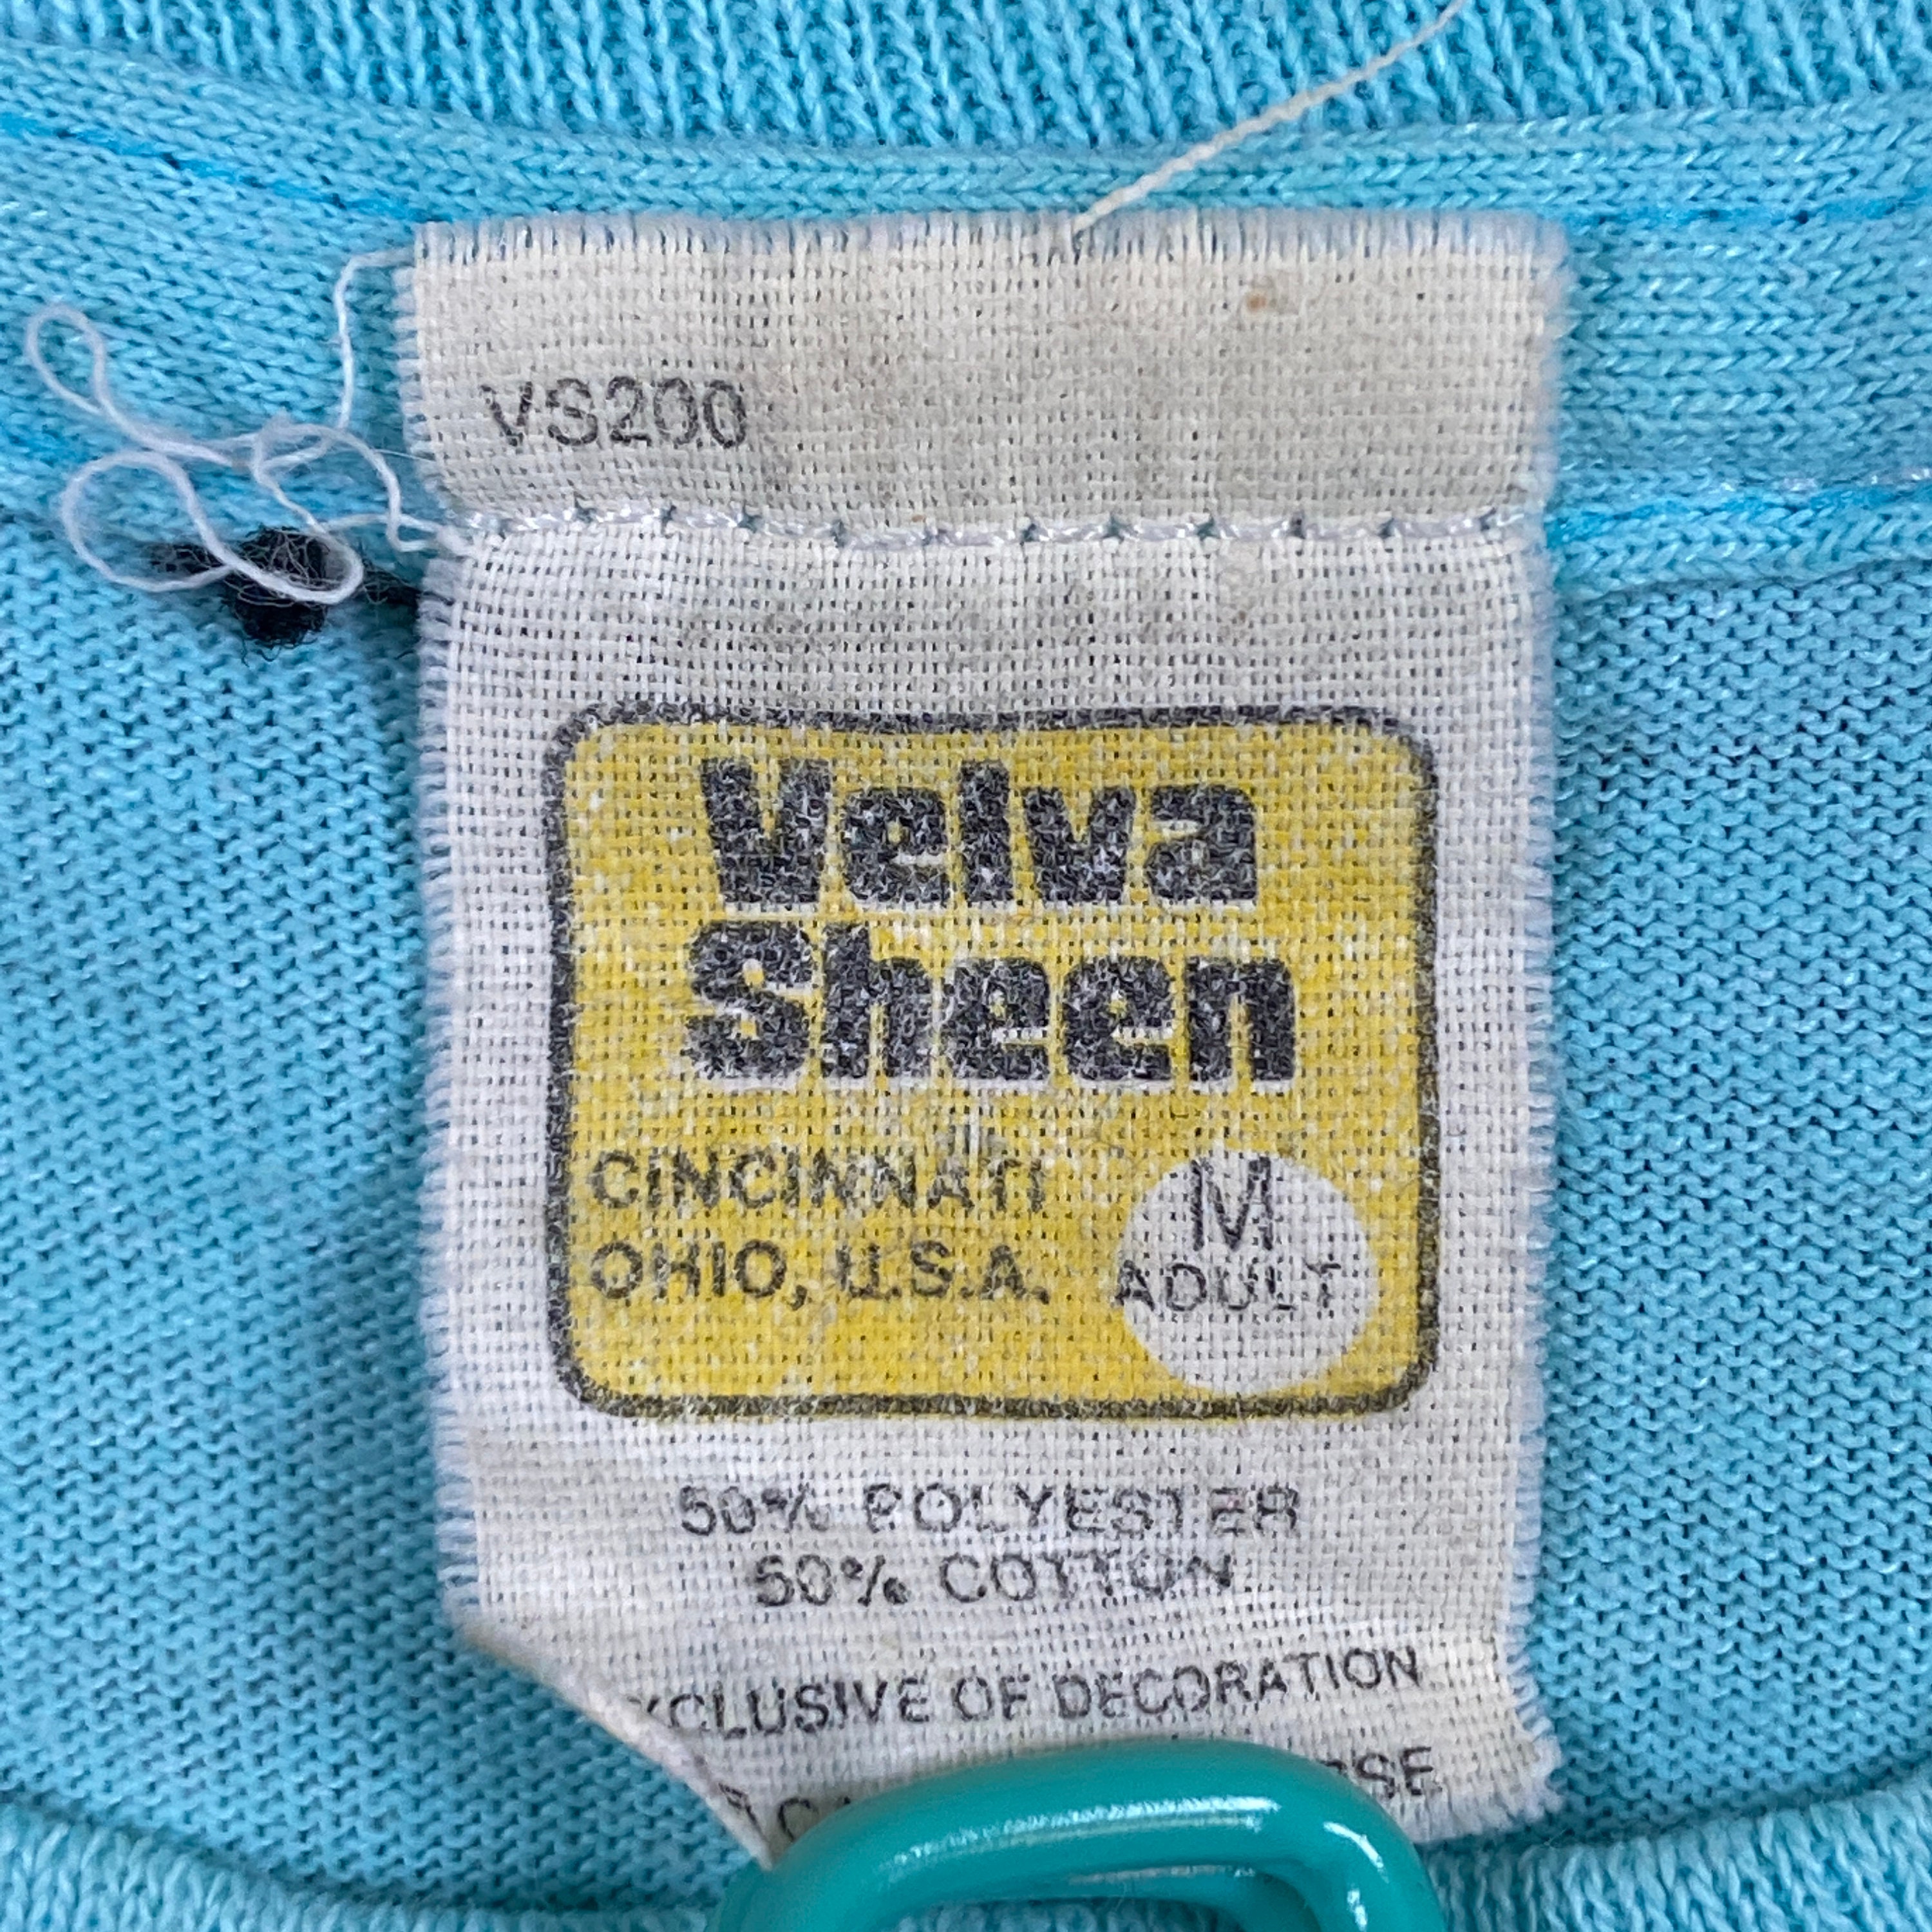 VS200
Velva
Sheen
CINCINNATI
OHIO, U.S.A.
M
ADULT
50% POLYESTER
50% COTTON
XCLUSIVE OF DECORATION